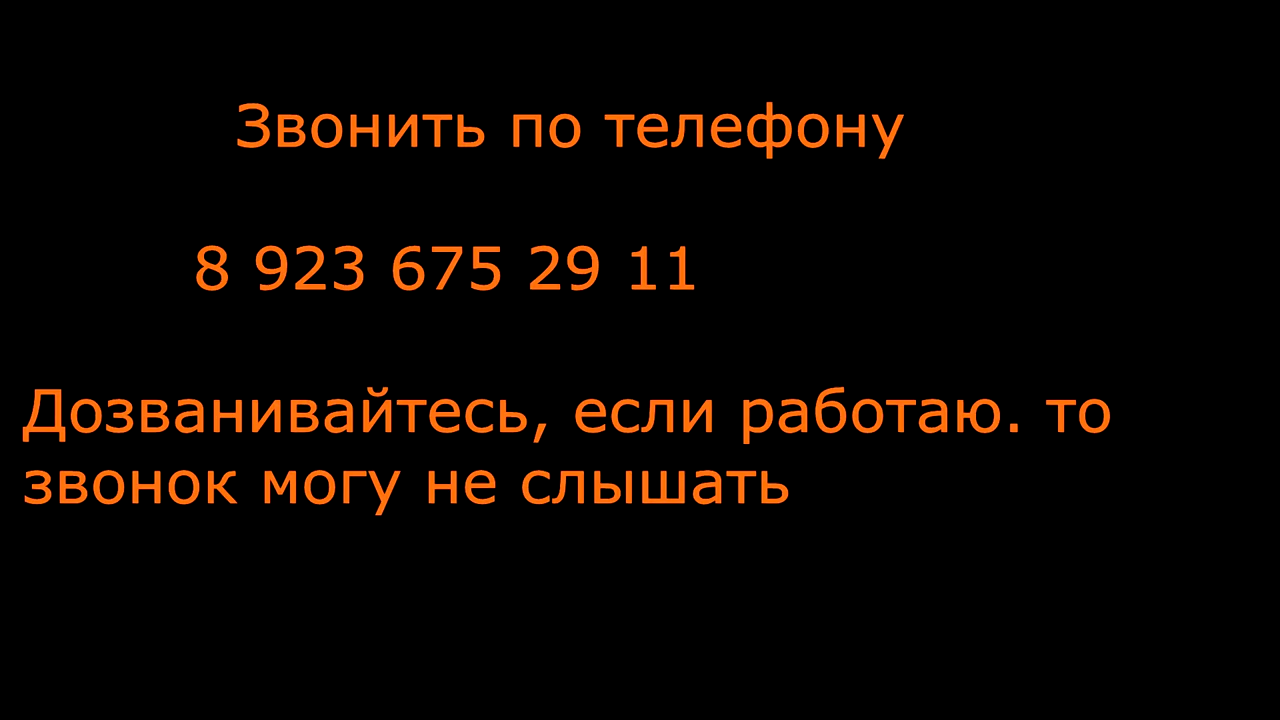 Звонить по телефону
8 923 675 29 11
Дозванивайтесь, если работаю. то
звонок могу не слышать